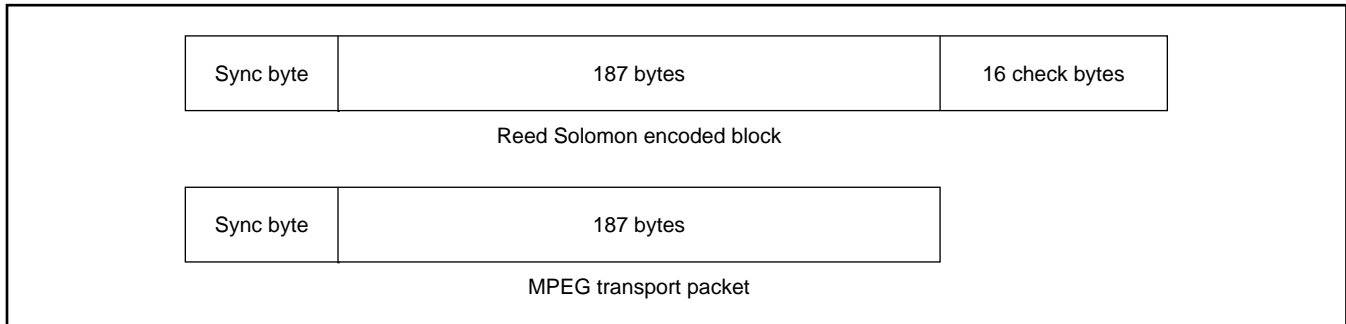 Sync byte 187 bytes 16 check bytes
Reed Solomon encoded block
Sync byte 187 bytes
MPEG transport packet